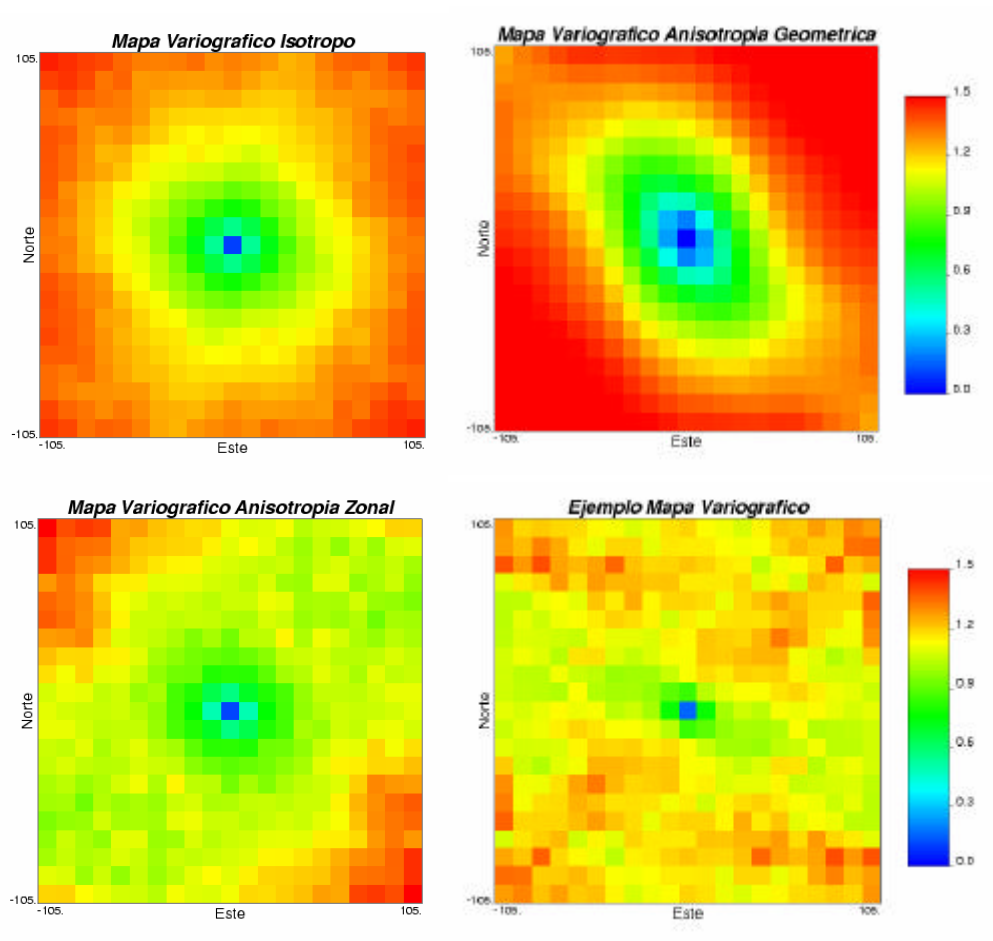 Mapa Variografico Isotropo
105.
Norte
-105.
-105.
Este
105.
Mapa Variografico Anisotropia Geometrica
105.
Norte
-105.
-105.
Este
105.
1.5
1.2
0.9
0.6
0.3
0.0
Mapa Variografico Anisotropia Zonal
105.
Norte
-105.
-105.
Este
105.
Ejemplo Mapa Variografico
105.
Norte
-105.
-105.
Este
105.
1.5
1.2
0.9
0.6
0.3
0.0